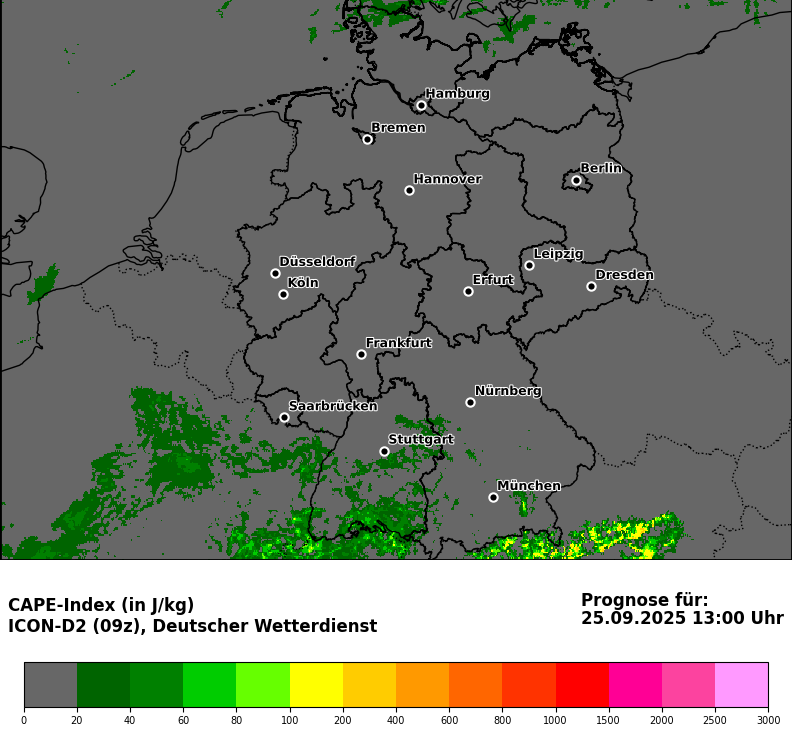 Hamburg
Bremen
Berlin
Hannover
Leipzig
Düsseldorf
Dresden
Köln
Erfurt
Frankfurt
Nürnberg
Saarbrücken
Stuttgart
München
CAPE-Index (in J/kg)
ICON-D2 (09z), Deutscher Wetterdienst
Prognose für:
25.09.2025 13:00 Uhr
0 20 40 60 80 100 200 400 600 800 1000 1500 2000 2500 3000